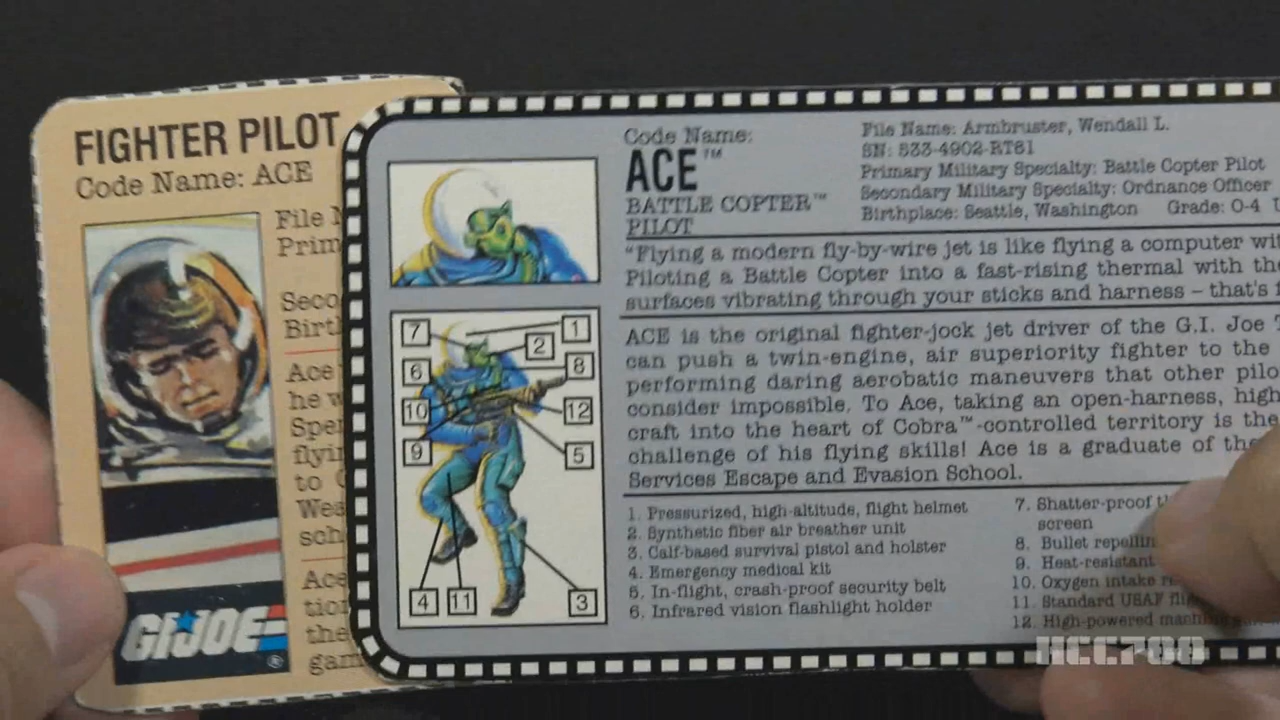 FIGHTER PILOT
Code Name: ACE
File
Prim
Seco
Birt
Ace
he w
Spe
flyi
to
Wea
sch
Ace
tion
the
gam
GI JOE
®
Code Name:
ACE™
BATTLE COPTER™
PILOT
File Name: Armbruster, Wendall L.
SN: 533-4902-RT81
Primary Military Specialty: Battle Copter Pilot
Secondary Military Specialty: Ordnance Officer
Birthplace: Seattle, Washington Grade: O-4
"Flying a modern fly-by-wire jet is like flying a computer wi
Piloting a Battle Copter into a fast-rising thermal with th
surfaces vibrating through your sticks and harness – that's
ACE is the original fighter-jock jet driver of the G.I. Joe
can push a twin-engine, air superiority fighter to the
performing daring aerobatic maneuvers that other pilo
consider impossible. To Ace, taking an open-harness, high
craft into the heart of Cobra™-controlled territory is the
challenge of his flying skills! Ace is a graduate of the
Services Escape and Evasion School.
7
1
2
6
8
10
12
9
5
4
11
3
1. Pressurized, high-altitude, flight helmet
2. Synthetic fiber air breather unit
3. Calf-based survival pistol and holster
4. Emergency medical kit
5. In-flight, crash-proof security belt
6. Infrared vision flashlight holder
7. Shatter-proof
screen
8. Bullet repellin
9. Heat-resistant
10. Oxygen intake
11. Standard USAF
12. High-powered
HCC788